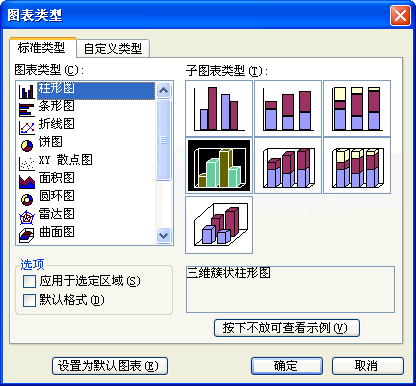 图表类型
标准类型 自定义类型
图表类型(C): 子图表类型(T):
柱形图
条形图
折线图
饼图
XY 散点图
面积图
圆环图
雷达图
曲面图
选项
应用于选定区域(S)
默认格式(D)
三维簇状柱形图
按下不放可查看示例(V)
设置为默认图表(E) 确定 取消